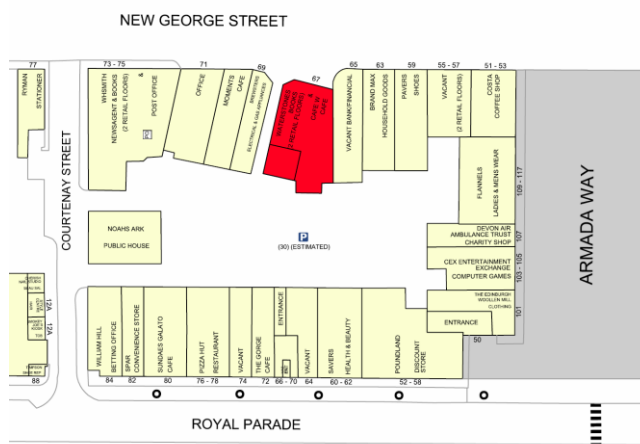 NEW GEORGE STREET
77
73 - 75
71
69
67
65
63
59
55 - 57
51 - 53
RYMAN
STATIONER
WHSMITH
NEWSAGENT & BOOKS
(2 RETAIL FLOORS)
&
POST OFFICE
OFFICE
MOMENTS
CAFE
BREWSTERS
ELECTRICAL & GAS APPLIANCES
WATERSTONES
BOOKS
(2 RETAIL FLOORS)
&
CAFE W
CAFE
VACANT BANK/FINANCIAL
BRAND MAX
HOUSEHOLD GOODS
PAVERS
SHOES
VACANT
(2 RETAIL FLOORS)
COSTA
COFFEE SHOP
COURTENAY STREET
FLANNELS
LADIES & MENS WEAR
109 - 117
ARMADA WAY
NOAHS ARK
PUBLIC HOUSE
P
(30) (ESTIMATED)
DEVON AIR
AMBULANCE TRUST
CHARITY SHOP
107
CEX ENTERTAINMENT
EXCHANGE
COMPUTER GAMES
103 - 105
THE EDINBURGH
WOOLLEN MILL
CLOTHING
101
ENTRANCE
50
12A
12A
88
WILLIAM HILL
BETTING OFFICE
SPAR
CONVENIENCE STORE
SUNDAES GALATO
CAFE
PIZZA HUT
RESTAURANT
VACANT
THE GORGE
CAFE
ENTRANCE
VACANT
SAVERS
HEALTH & BEAUTY
POUNDLAND
DISCOUNT
STORE
84
82
80
76 - 78
74
72
66 - 70
64
60 - 62
52 - 58
ROYAL PARADE